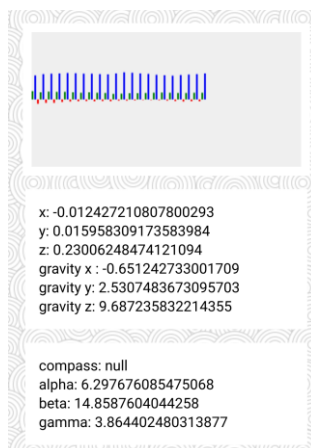 x: -0.012427210807800293
y: 0.015958309173583984
z: 0.23006248474121094
gravity x : -0.651242733001709
gravity y: 2.5307483673095703
gravity z: 9.687235832214355
compass: null
alpha: 6.297676085475068
beta: 14.8587604044258
gamma: 3.864402480313877